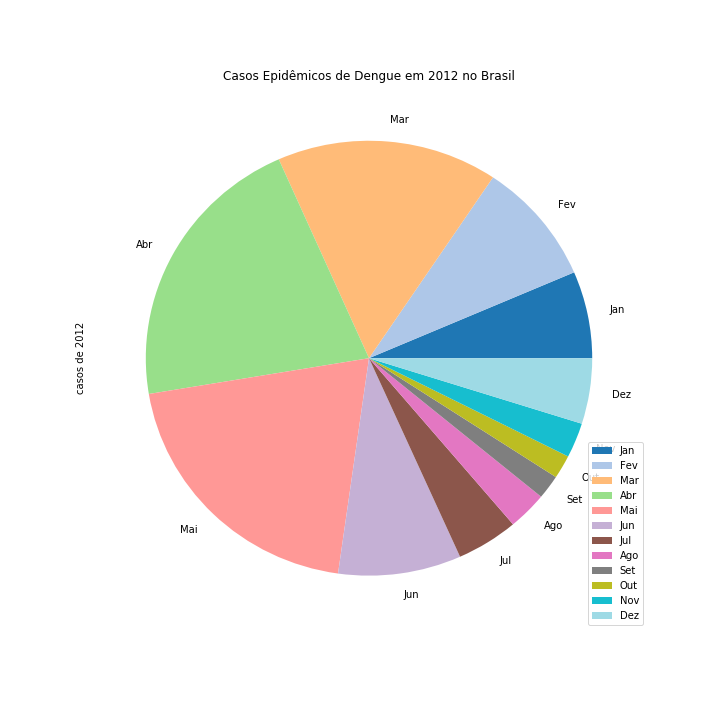 Casos Epidêmicos de Dengue em 2012 no Brasil
Mar
Fev
Abr
Jan
casos de 2012
Dez
Set
Ago
Mai
Jul
Jun
Jan
Fev
Mar
Abr
Mai
Jun
Jul
Ago
Set
Out
Nov
Dez